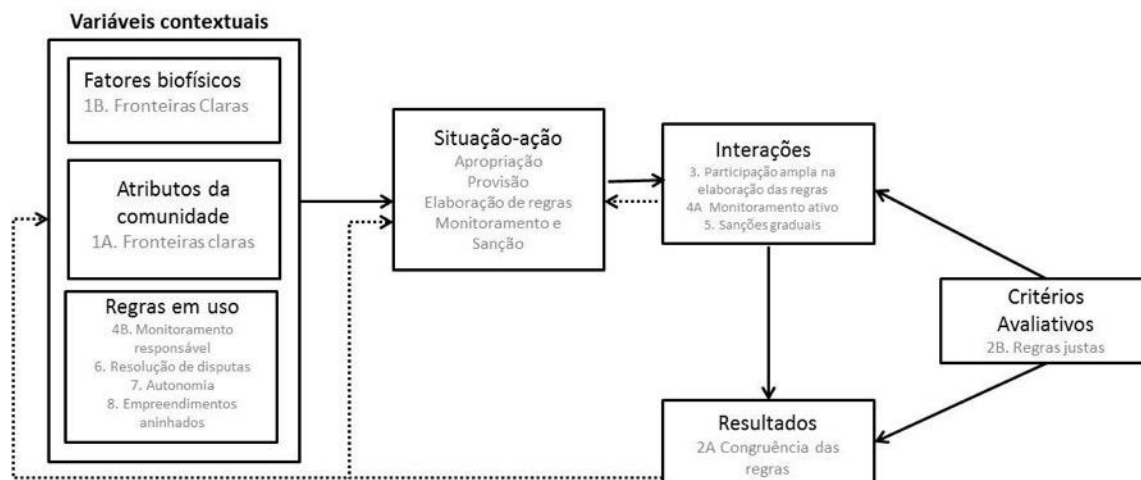 Variáveis contextuais
Fatores biofísicos
1B. Fronteiras Claras
Atributos da
comunidade
1A. Fronteiras claras
Regras em uso
4B. Monitoramento
responsável
6. Resolução de disputas
7. Autonomia
8. Empreendimentos
aninhados
Situação-ação
Apropriação
Provisão
Elaboração de regras
Monitoramento e
Sanção
Interações
3. Participação ampla na
elaboração das regras
4A Monitoramento ativo
5. Sanções graduais
Critérios
Avaliativos
2B. Regras justas
Resultados
2A Congruência das
regras